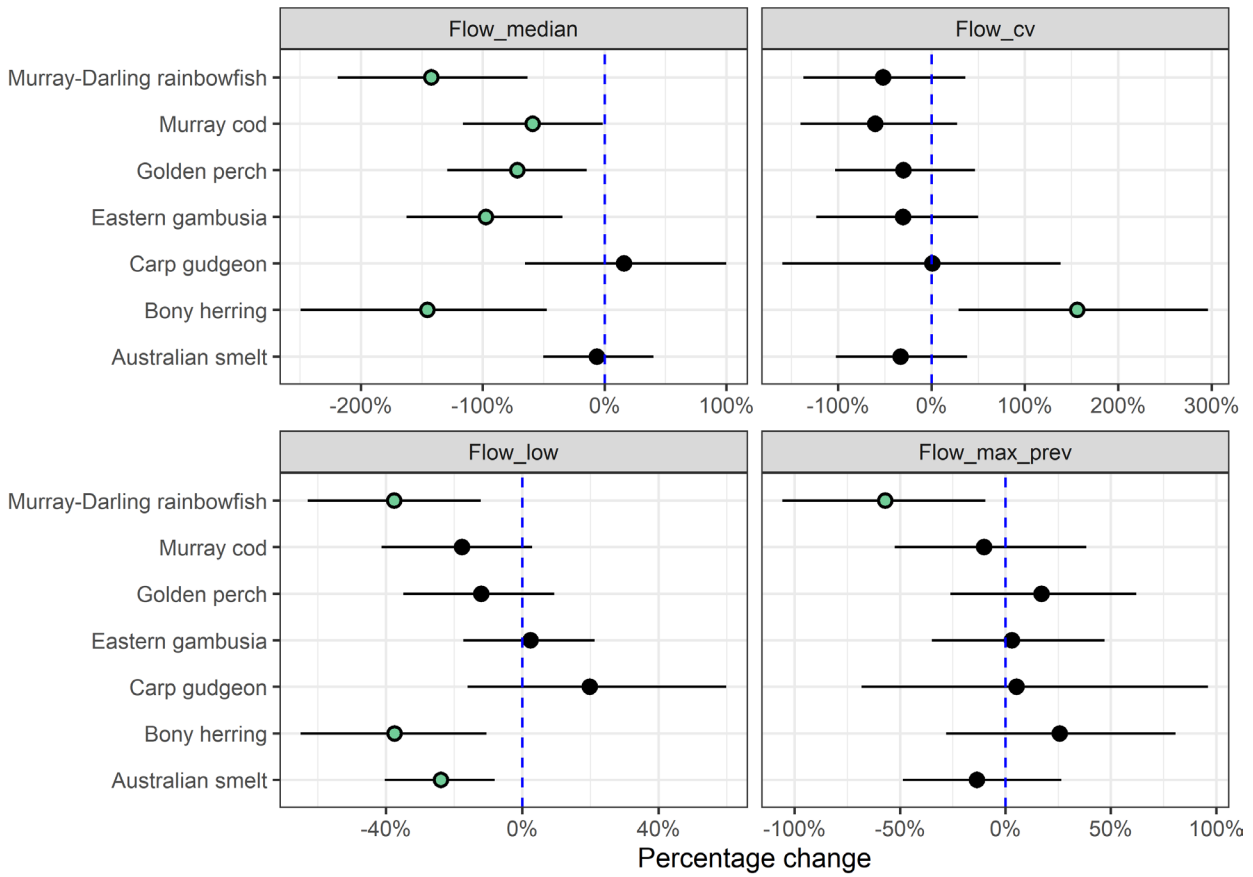 Flow_median
Flow_cv
Murray-Darling rainbowfish
Murray cod
Golden perch
Eastern gambusia
Carp gudgeon
Bony herring
Australian smelt
-200% -100% 0% 100%
-100% 0% 100% 200% 300%
Flow_low
Flow_max_prev
Murray-Darling rainbowfish
Murray cod
Golden perch
Eastern gambusia
Carp gudgeon
Bony herring
Australian smelt
-40% 0% 40%
-100% -50% 0% 50% 100%
Percentage change